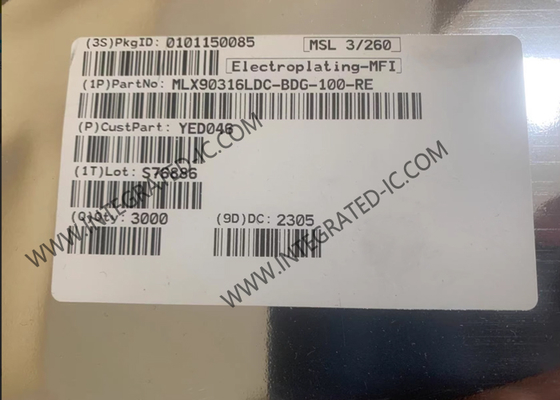 (3S)PkgID: 0101150085
MSL 3/260
Electroplating-MFI
(1P)PartNo: MLX90316LDC-BDG-100-RE
(P)CustPart: YED046
(1T)Lot: S76886
(Q)Qty: 3000
(9D)DC: 2305
WWW.INTEGRATED-IC.COM
WWW.INTEGRATED-IC.COM